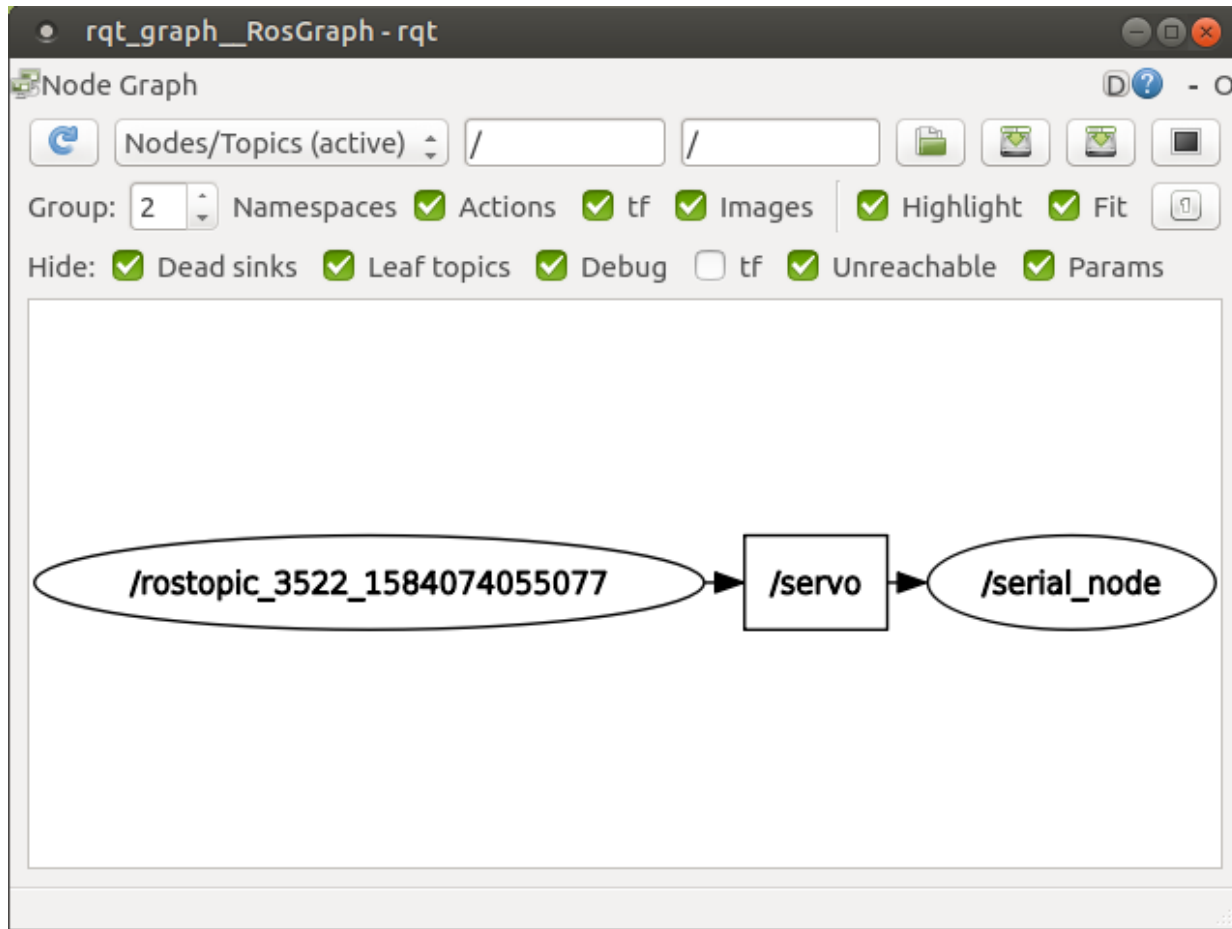 rqt_graph__RosGraph - rqt
Node Graph D ? - O
Nodes/Topics (active) / /
Group: 2 Namespaces Actions tf Images Highlight Fit
Hide: Dead sinks Leaf topics Debug tf Unreachable Params
/rostopic_3522_1584074055077 /servo /serial_node